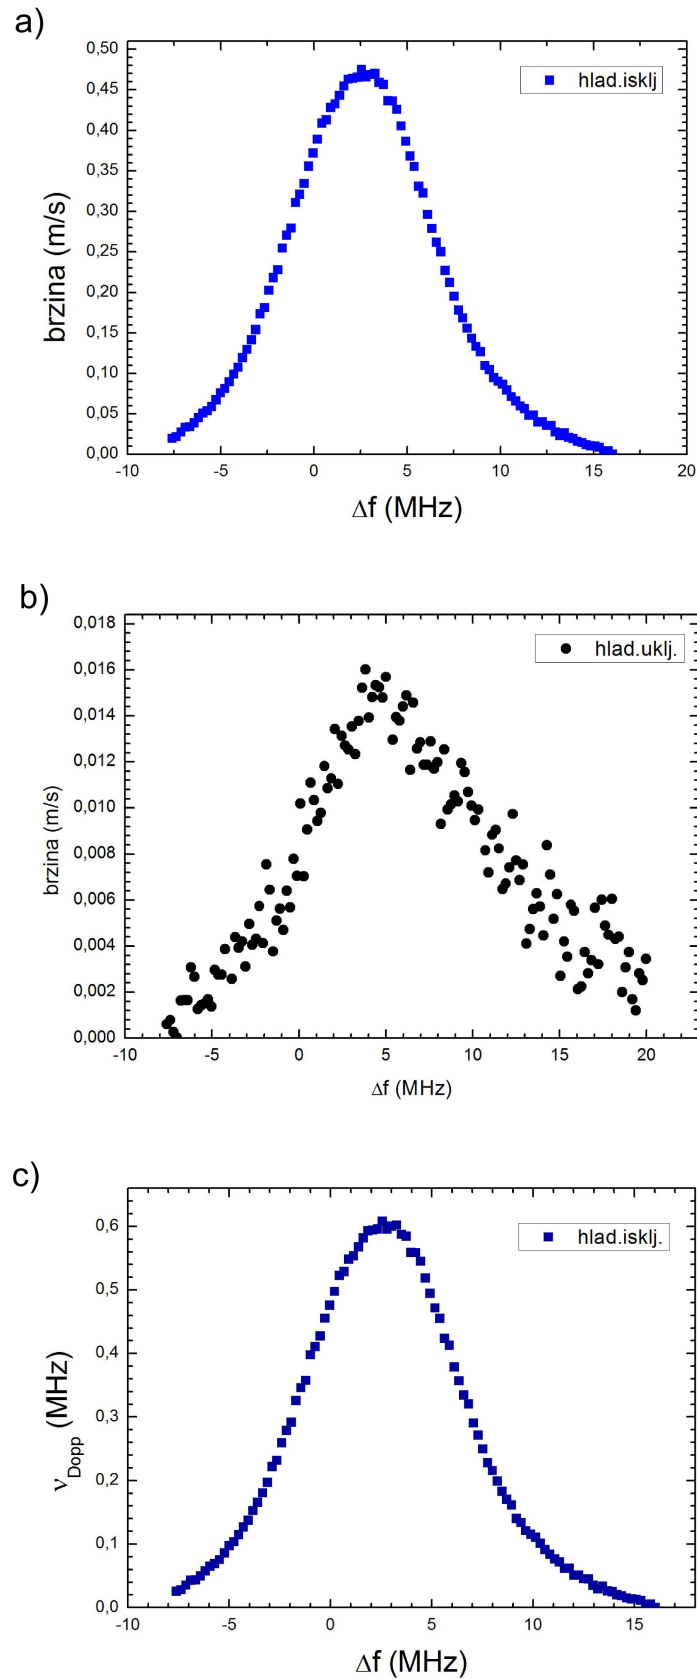 a)
0,50
0,45
0,40
0,35
0,30
0,25
0,20
0,15
0,10
0,05
0,00
brzina (m/s)
hlad.isklj
-10 -5 0 5 10 15 20
Δf (MHz)
b)
0,018
0,016
0,014
0,012
0,010
0,008
0,006
0,004
0,002
0,000
brzina (m/s)
hlad.uklj.
-10 -5 0 5 10 15 20
Δf (MHz)
c)
0,6
0,5
0,4
0,3
0,2
0,1
0,0
νDopp (MHz)
hlad.isklj.
-10 -5 0 5 10 15
Δf (MHz)